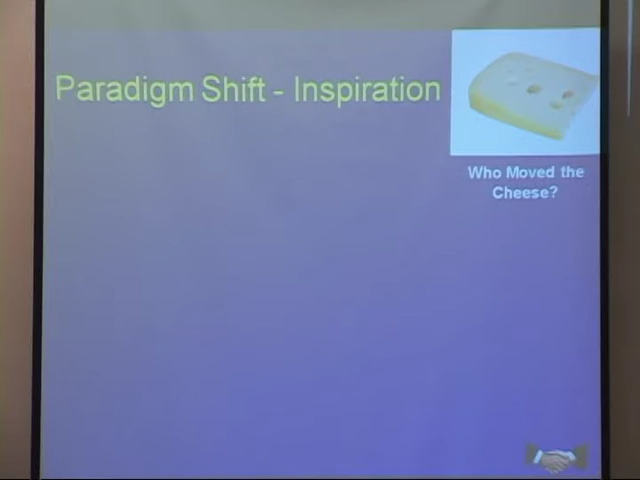 Paradigm Shift - Inspiration
Who Moved the
Cheese?